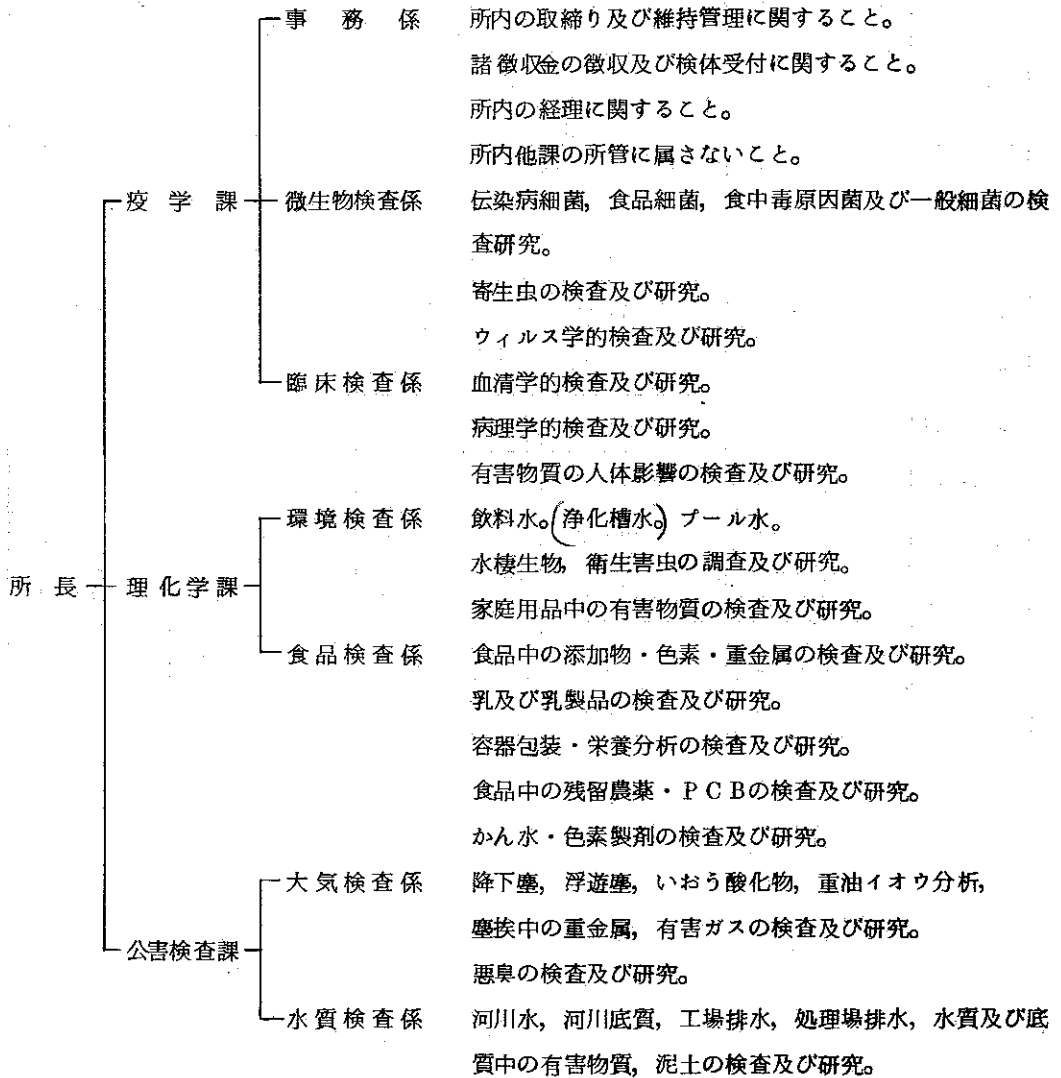 事務係 所内の取締り及び維持管理に関すること。
諸徴収金の徴収及び検体受付に関すること。
所内の経理に関すること。
所内他課の所管に属さないこと。
疫学課 微生物検査係 伝染病細菌,食品細菌,食中毒原因菌及び一般細菌の検
査研究。
寄生虫の検査及び研究。
ウィルス学的検査及び研究。
臨床検査係 血清学的検査及び研究。
病理学的検査及び研究。
有害物質の人体影響の検査及び研究。
環境検査係 飲料水。(浄化槽水。)プール水。
水棲生物,衛生害虫の調査及び研究。
所長 理化学課
家庭用品中の有害物質の検査及び研究。
食品検査係 食品中の添加物・色素・重金属の検査及び研究。
乳及び乳製品の検査及び研究。
容器包装・栄養分析の検査及び研究。
食品中の残留農薬・PCBの検査及び研究。
かん水・色素製剤の検査及び研究。
大気検査係 降下塵,浮遊塵,いおう酸化物,重油イオウ分析,
塵挨中の重金属,有害ガスの検査及び研究。
公害検査課
悪臭の検査及び研究。
水質検査係 河川水,河川底質,工場排水,処理場排水,水質及び底
質中の有害物質,泥土の検査及び研究。